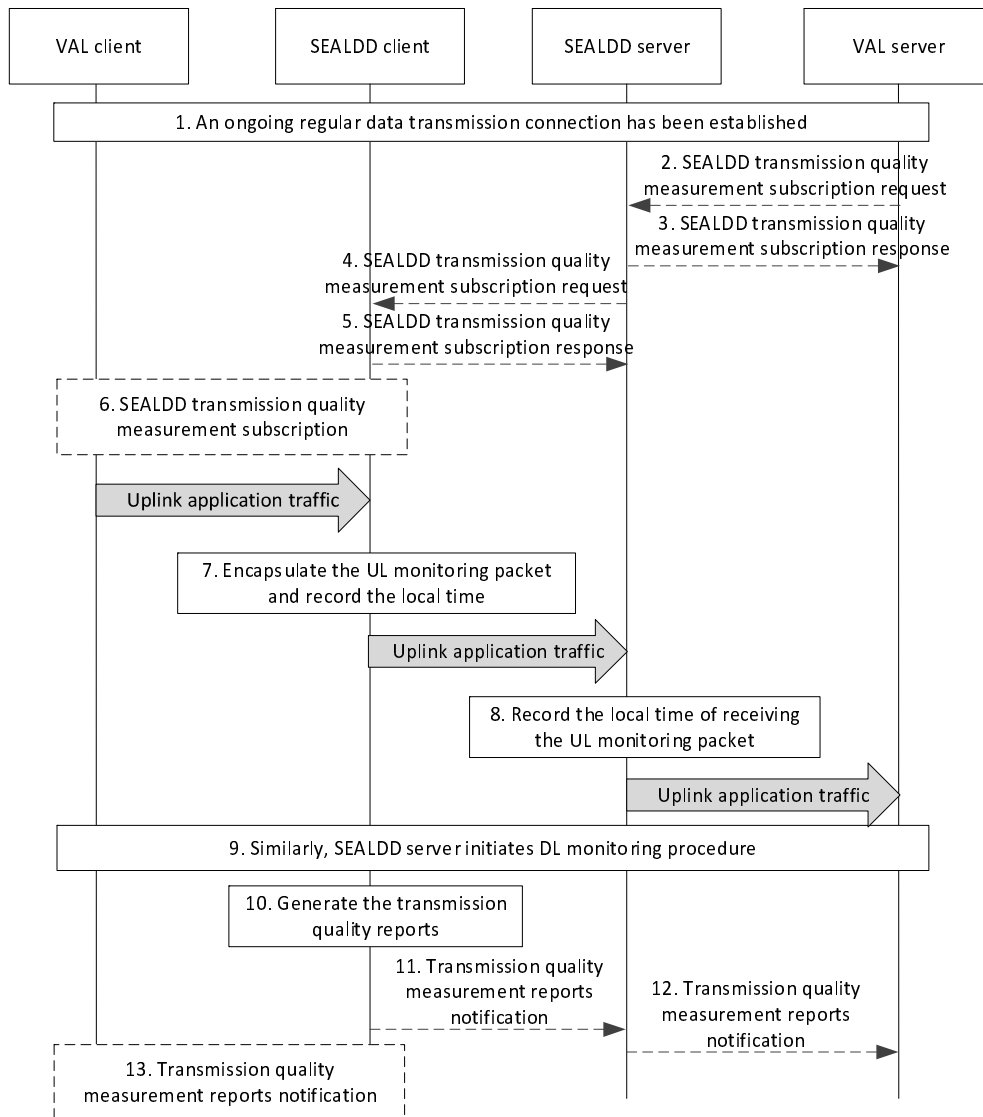 VAL client
SEALDD client
SEALDD server
VAL server
1. An ongoing regular data transmission connection has been established
2. SEALDD transmission quality
measurement subscription request
3. SEALDD transmission quality
measurement subscription response
4. SEALDD transmission quality
measurement subscription request
5. SEALDD transmission quality
measurement subscription response
6. SEALDD transmission quality
measurement subscription
Uplink application traffic
7. Encapsulate the UL monitoring packet
and record the local time
Uplink application traffic
8. Record the local time of receiving
the UL monitoring packet
Uplink application traffic
9. Similarly, SEALDD server initiates DL monitoring procedure
10. Generate the transmission
quality reports
11. Transmission quality
measurement reports
notification
12. Transmission quality
measurement reports
notification
13. Transmission quality
measurement reports notification